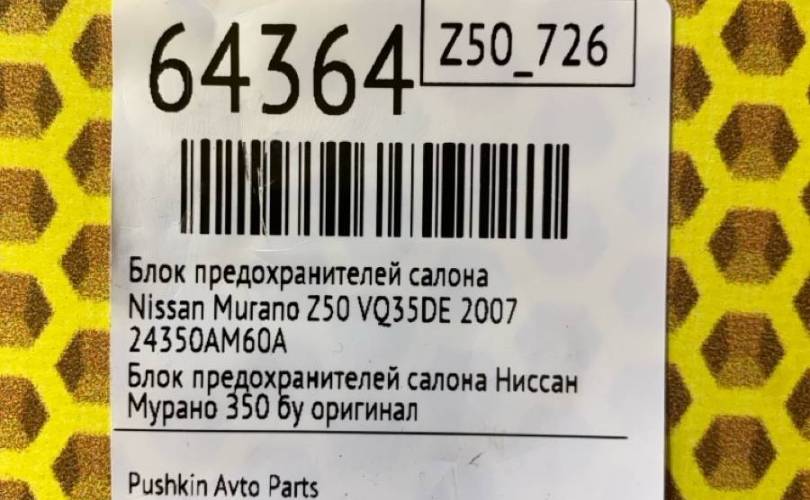 64364
Z50_726
Блок предохранителей салона
Nissan Murano Z50 VQ35DE 2007
24350AM60A
Блок предохранителей салона Ниссан
Мурано З50 бу оригинал
Pushkin Avto Parts